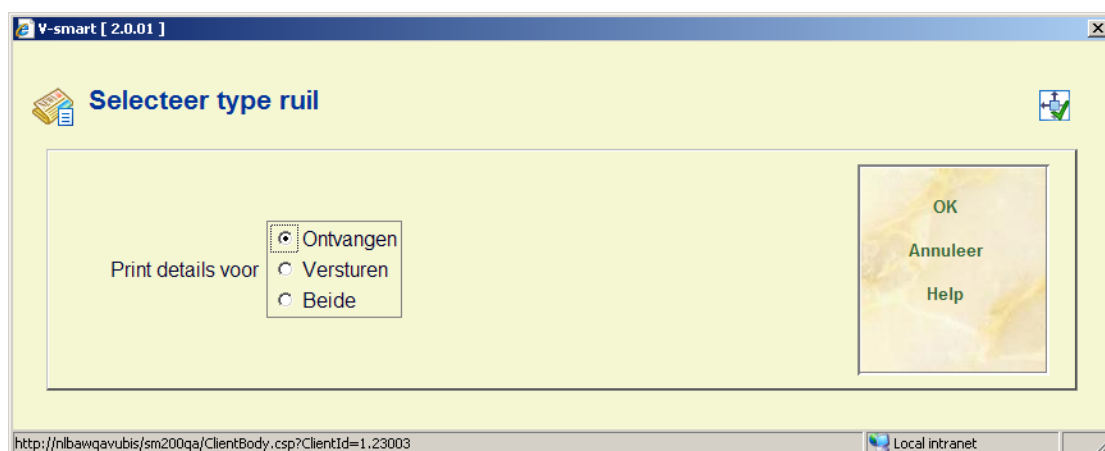 V-smart [ 2.0.01 ]
Selecteer type ruil
Print details voor
Ontvangen
Versturen
Beide
OK
Annuleer
Help
http://nlbawqavubis/sm200qa/ClientBody.csp?ClientId=1.23003
Local intranet